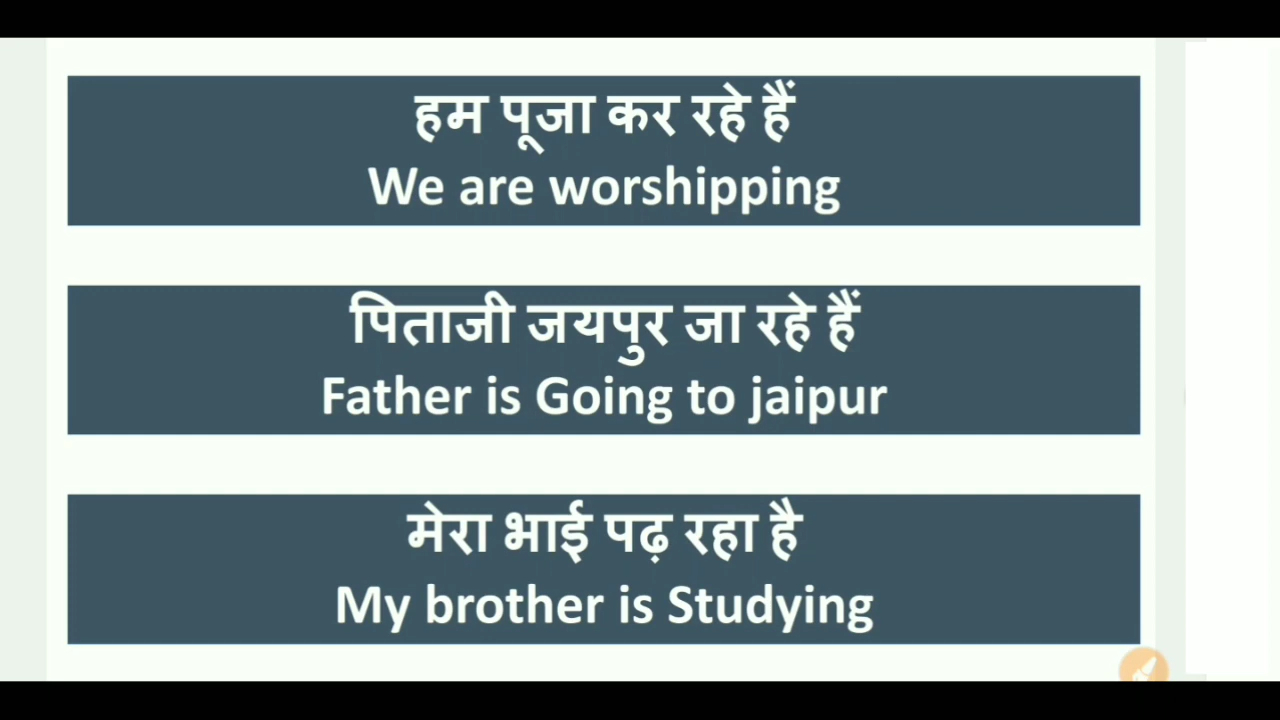 हम पूजा कर रहे हैं
We are worshipping
पिताजी जयपुर जा रहे हैं
Father is Going to jaipur
मेरा भाई पढ़ रहा है
My brother is Studying